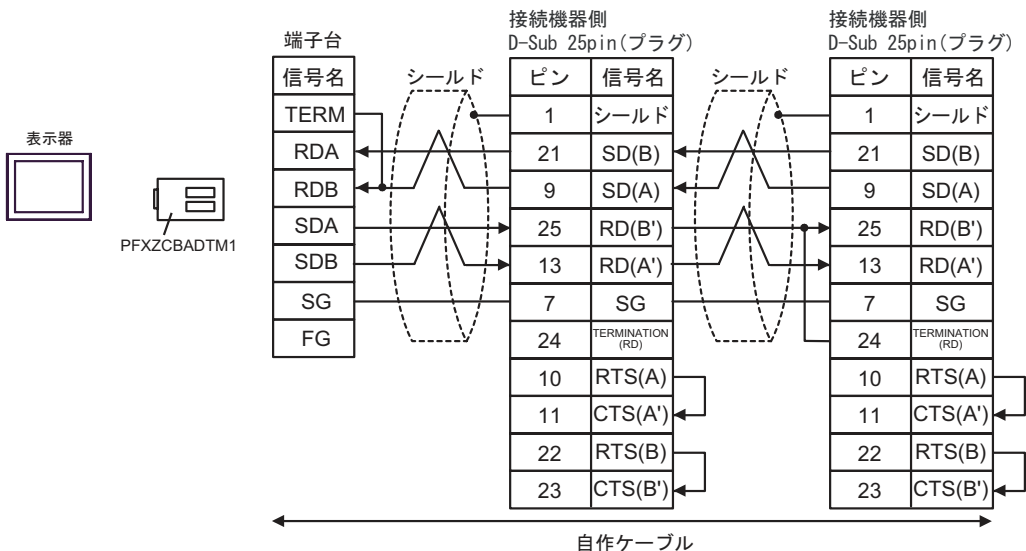 表示器
PFXZCBADTM1
端子台
信号名
TERM
RDA
RDB
SDA
SDB
SG
FG
シールド
接続機器側
D-Sub 25pin(プラグ)
ピン 信号名
1 シールド
21 SD(B)
9 SD(A)
25 RD(B')
13 RD(A')
7 SG
24 TERMINATION
(RD)
10 RTS(A)
11 CTS(A')
22 RTS(B)
23 CTS(B')
シールド
接続機器側
D-Sub 25pin(プラグ)
ピン 信号名
1 シールド
21 SD(B)
9 SD(A)
25 RD(B')
13 RD(A')
7 SG
24 TERMINATION
(RD)
10 RTS(A)
11 CTS(A')
22 RTS(B)
23 CTS(B')
自作ケーブル